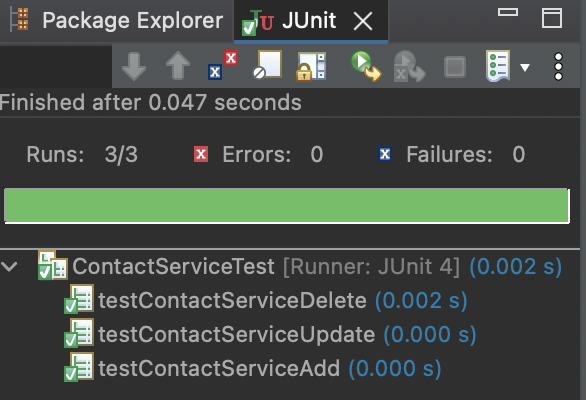 Package Explorer JUnit
Finished after 0.047 seconds
Runs: 3/3 Errors: 0 Failures: 0
ContactServiceTest [Runner: JUnit 4] (0.002 s)
testContactServiceDelete (0.002 s)
testContactServiceUpdate (0.000 s)
testContactServiceAdd (0.000 s)